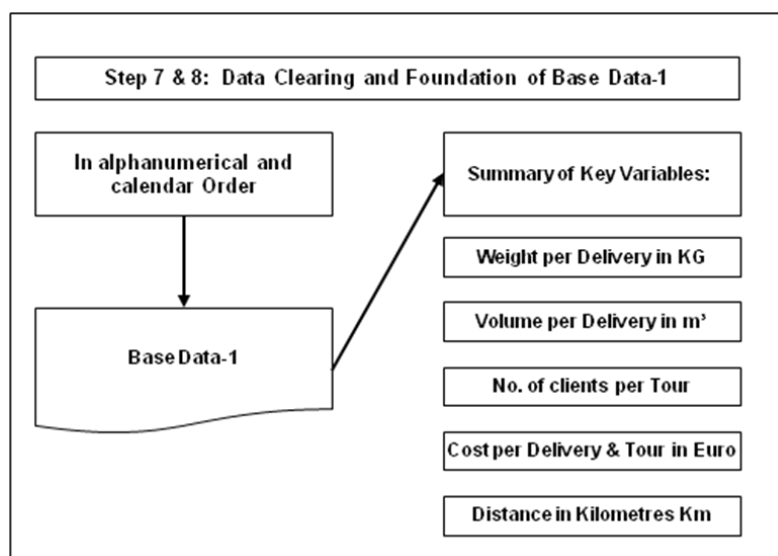 Step 7 & 8: Data Clearing and Foundation of Base Data-1
In alphanumerical and
calendar Order
Base Data-1
Summary of Key Variables:
Weight per Delivery in KG
Volume per Delivery in m³
No. of clients per Tour
Cost per Delivery & Tour in Euro
Distance in Kilometres Km